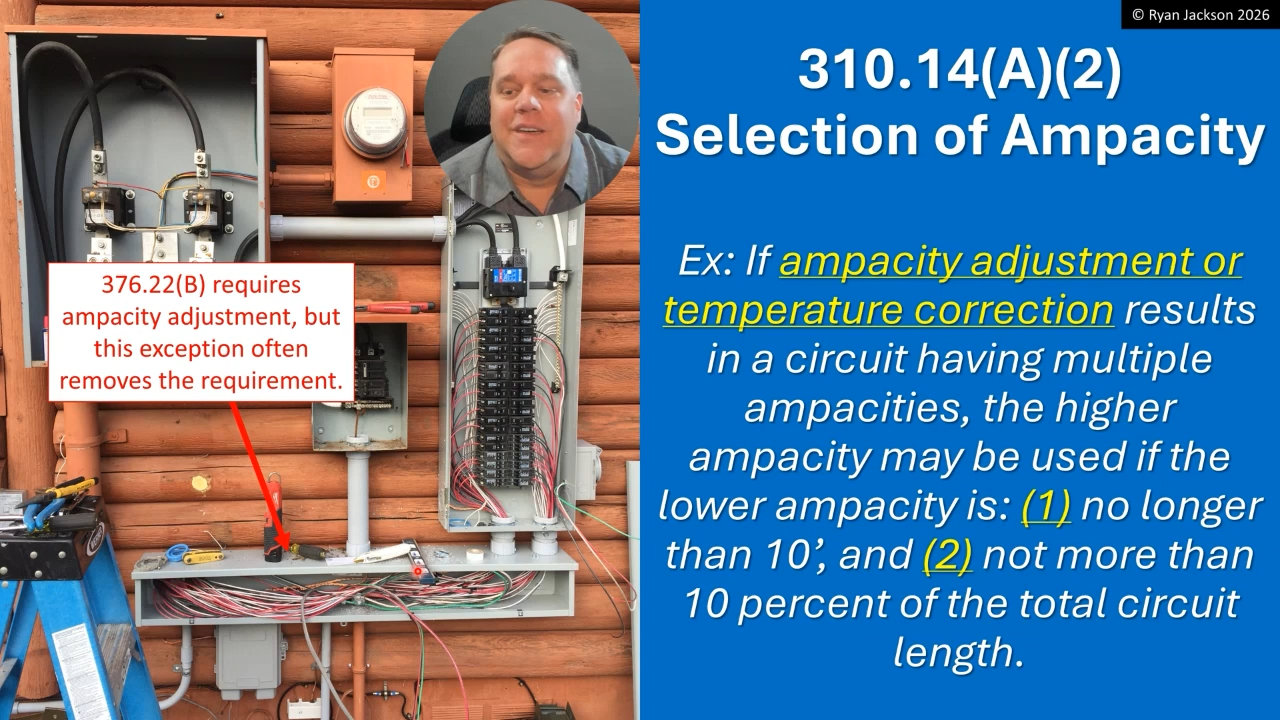 © Ryan Jackson 2026
310.14(A)(2)
Selection of Ampacity
Ex: If ampacity adjustment or
temperature correction results
in a circuit having multiple
ampacities, the higher
ampacity may be used if the
lower ampacity is: (1) no longer
than 10’, and (2) not more than
10 percent of the total circuit
length.
376.22(B) requires
ampacity adjustment, but
this exception often
removes the requirement.